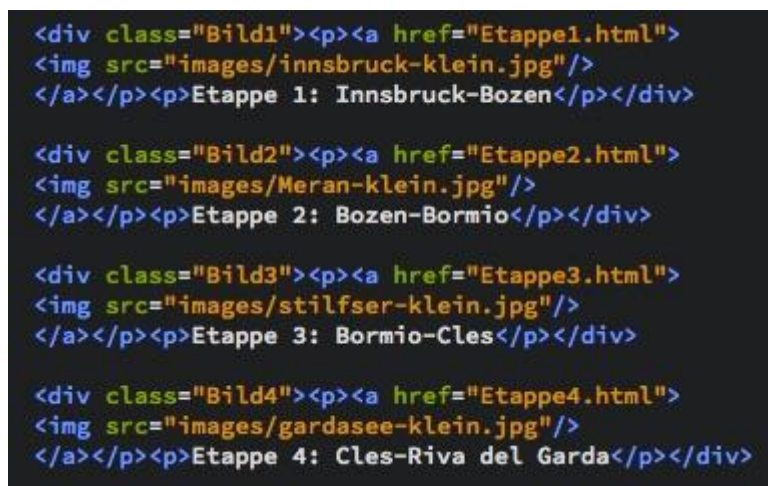 <div class="Bild1"><p><a href="Etappe1.html">
<img src="images/innsbruck-klein.jpg"/>
</a></p><p>Etappe 1: Innsbruck-Bozen</p></div>
<div class="Bild2"><p><a href="Etappe2.html">
<img src="images/Meran-klein.jpg"/>
</a></p><p>Etappe 2: Bozen-Bormio</p></div>
<div class="Bild3"><p><a href="Etappe3.html">
<img src="images/stilfser-klein.jpg"/>
</a></p><p>Etappe 3: Bormio-Cles</p></div>
<div class="Bild4"><p><a href="Etappe4.html">
<img src="images/gardasee-klein.jpg"/>
</a></p><p>Etappe 4: Cles-Riva del Garda</p></div>